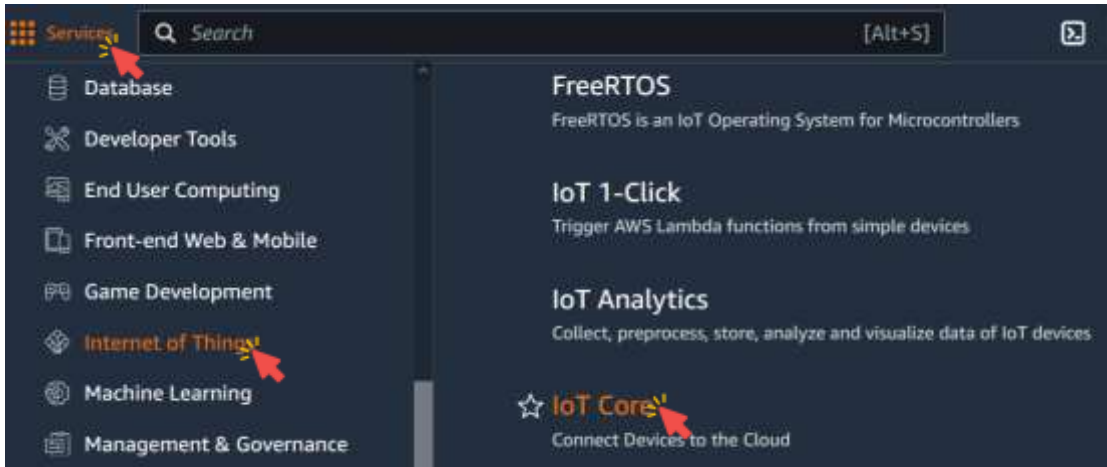 Services
Search
[Alt+S]
Database
Developer Tools
End User Computing
Front-end Web & Mobile
Game Development
Internet of Things
Machine Learning
Management & Governance
FreeRTOS
FreeRTOS is an IoT Operating System for Microcontrollers
IoT 1-Click
Trigger AWS Lambda functions from simple devices
IoT Analytics
Collect, preprocess, store, analyze and visualize data of IoT devices
IoT Core
Connect Devices to the Cloud